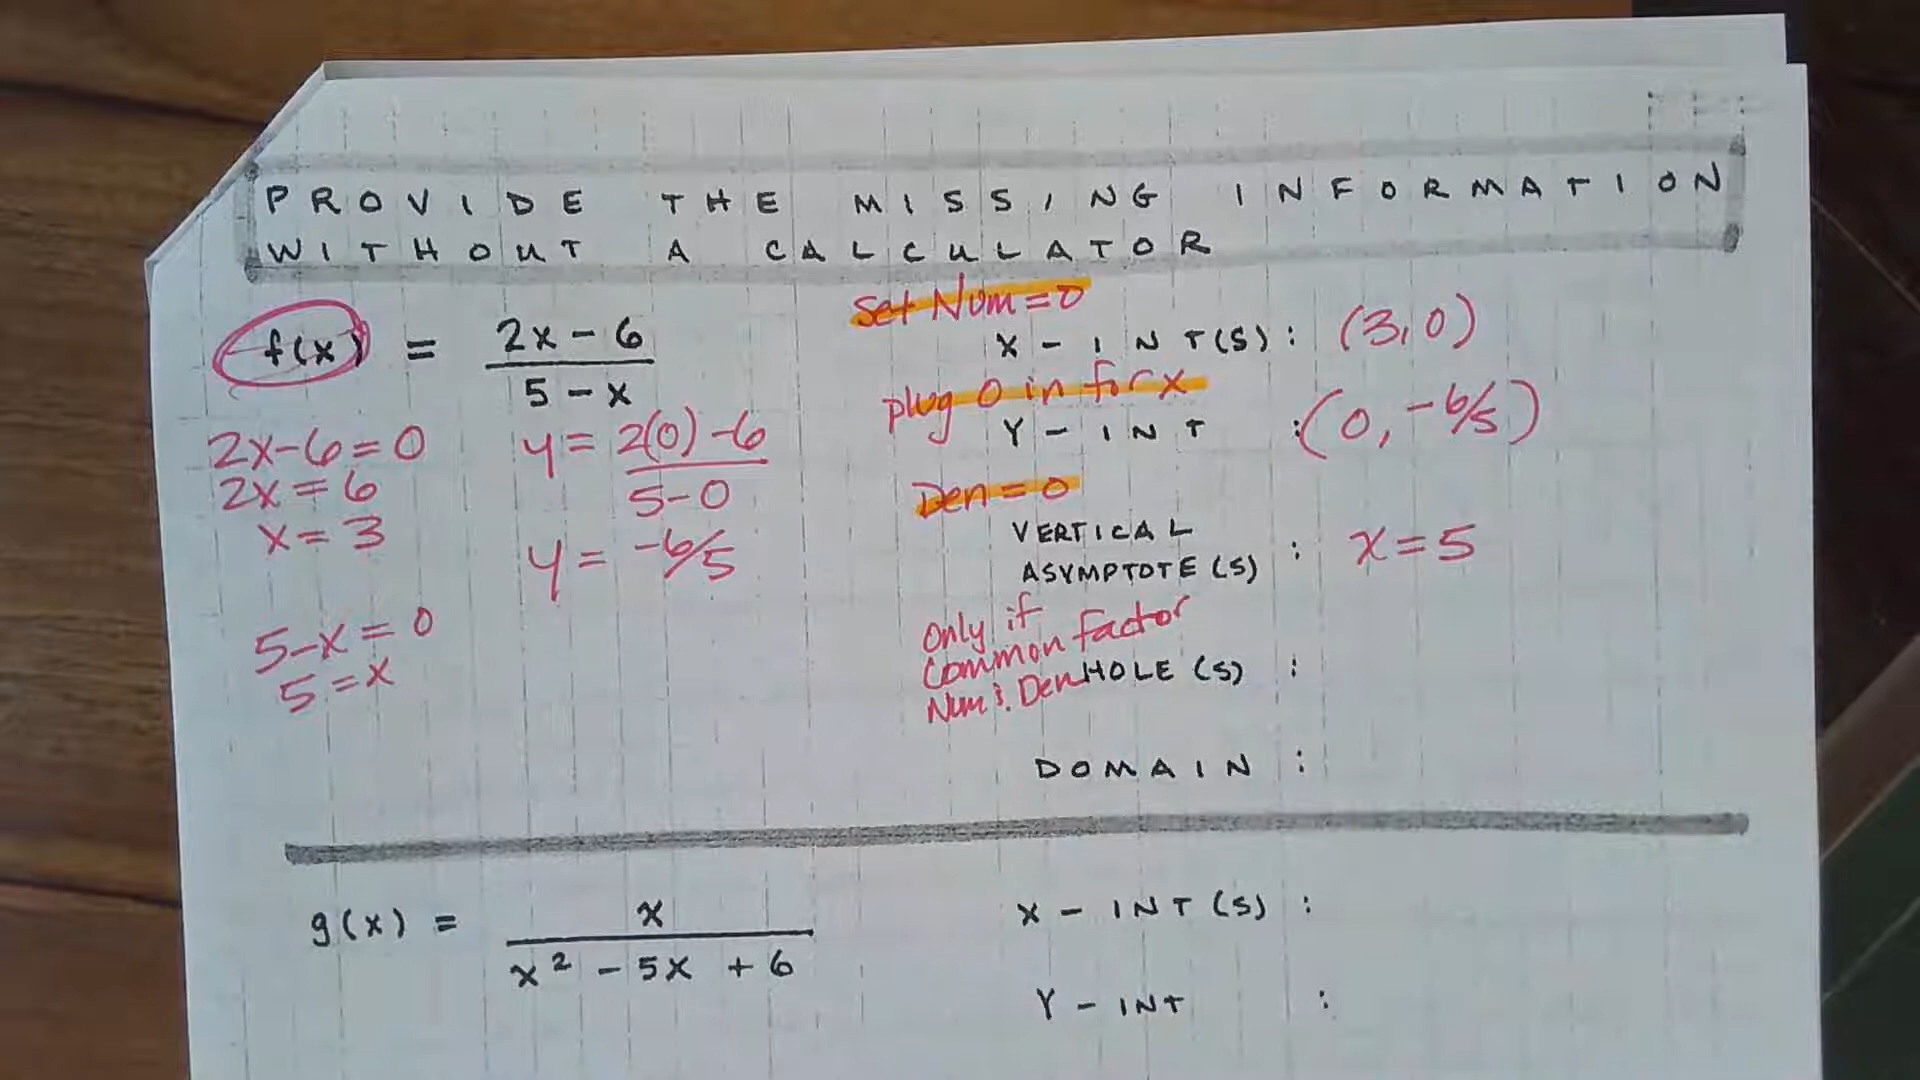 PROVIDE THE MISSING INFORMATION
WITHOUT A CALCULATOR
f(x) = 2x - 6
5 - x
2x-6=0
2x=6
x=3
y = 2(0)-6
5-0
y = -6/5
5-x=0
5=x
Set Num=0
X-INT(S): (3,0)
plug 0 in for x
Y-INT : (0, -6/5)
Den=0
VERTICAL
ASYMPTOTE(S) : x=5
Only if
Common factor
Num & Den HOLE(S) :
DOMAIN :
g(x) = x
x² - 5x + 6
X-INT(S) :
Y-INT :